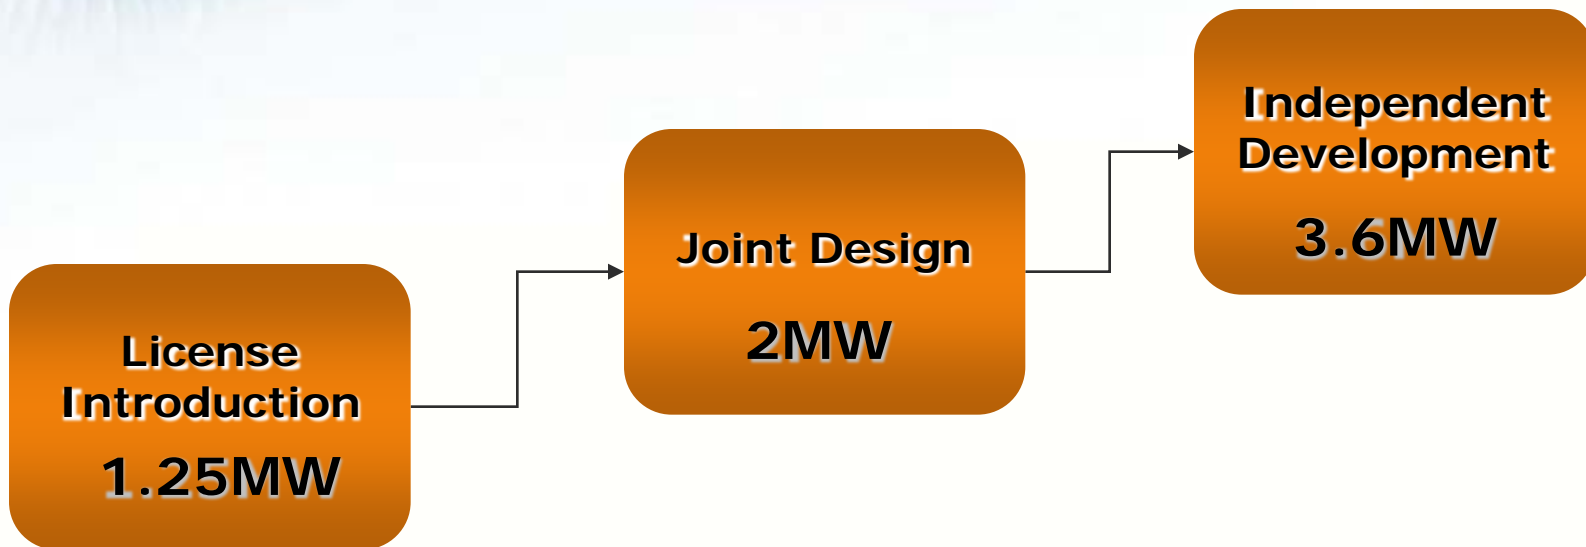 License
Introduction
1.25MW
Joint Design
2MW
Independent
Development
3.6MW